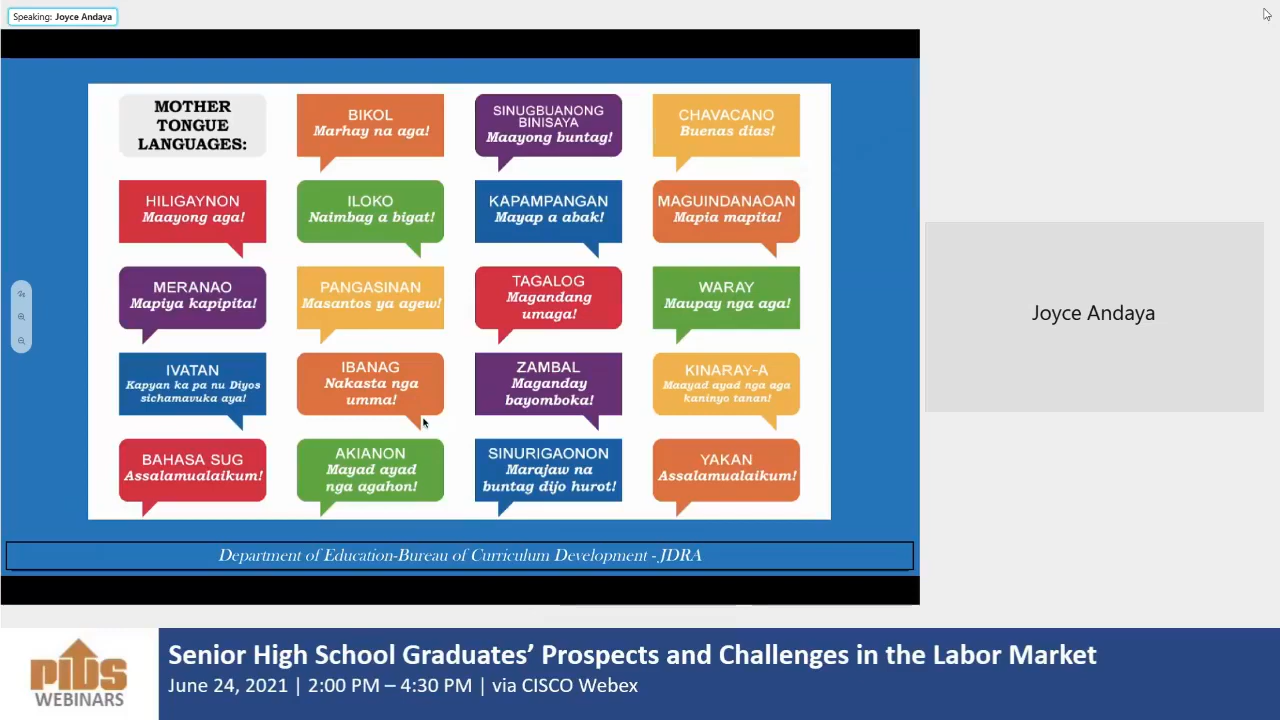 Speaking: Joyce Andaya
MOTHER
TONGUE
LANGUAGES:
BIKOL
Marhay na aga!
SINUGBUANONG
BINISAYA
Maayong buntag!
CHAVACANO
Buenas dias!
HILIGAYNON
Maayong aga!
ILOKO
Naimbag a bigat!
KAPAMPANGAN
Mayap a abak!
MAGUINDANAOAN
Mapia mapita!
MERANAO
Mapiya kapipita!
PANGASINAN
Masantos ya agew!
TAGALOG
Magandang
umaga!
WARAY
Maupay nga aga!
IVATAN
Kapyan ka pa nu Diyos
sichamavuka aya!
IBANAG
Nakasta nga
umma!
ZAMBAL
Maganday
bayomboka!
KINARAY-A
Maayad ayad nga aga
kaninyo tanan!
BAHASA SUG
Assalamualaikum!
AKIANON
Mayad ayad
nga agahon!
SINURIGAONON
Marajaw na
buntag dijo hurot!
YAKAN
Assalamualaikum!
Department of Education-Bureau of Curriculum Development - JDRA
Joyce Andaya
pids
WEBINARS
Senior High School Graduates’ Prospects and Challenges in the Labor Market
June 24, 2021 | 2:00 PM – 4:30 PM | via CISCO Webex